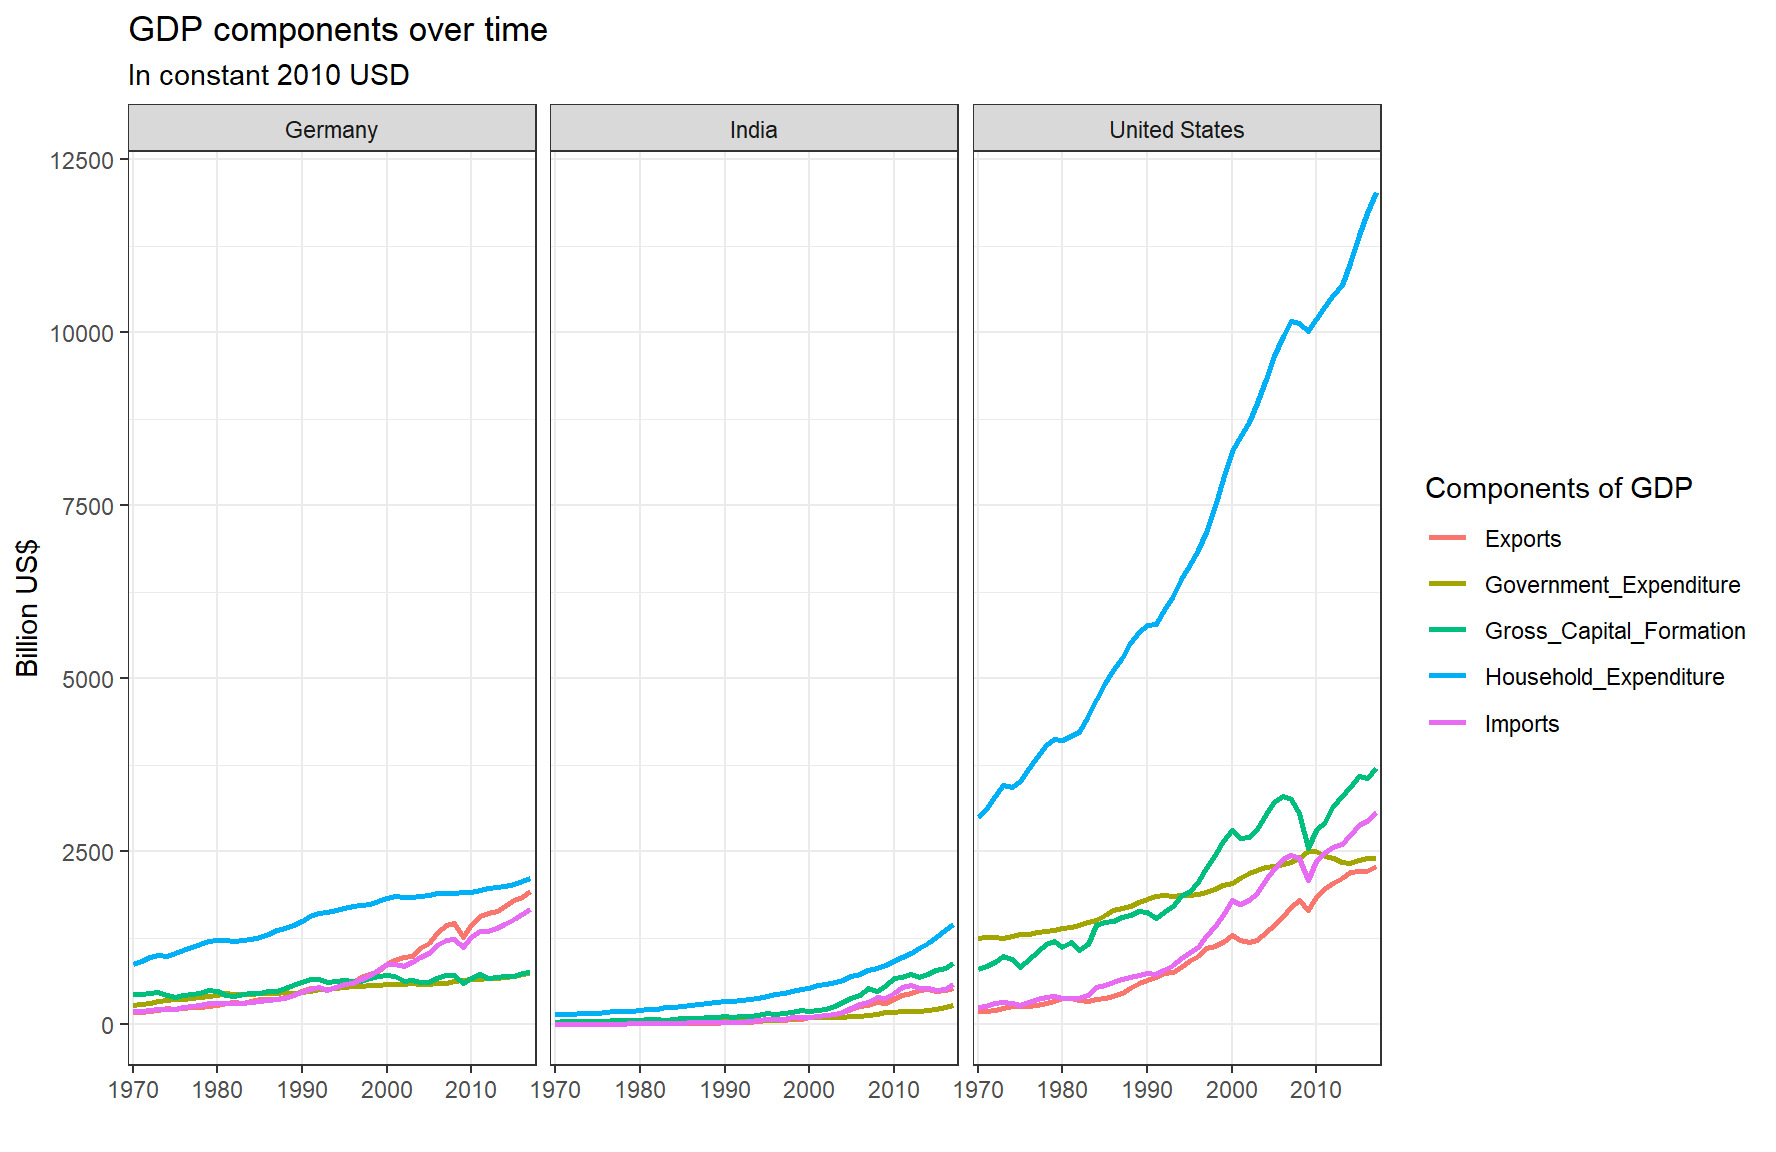 GDP components over time
In constant 2010 USD
Germany
India
United States
12500
10000
7500
5000
2500
0
Billion US$
1970 1980 1990 2000 2010
1970 1980 1990 2000 2010
1970 1980 1990 2000 2010
Components of GDP
Exports
Government_Expenditure
Gross_Capital_Formation
Household_Expenditure
Imports